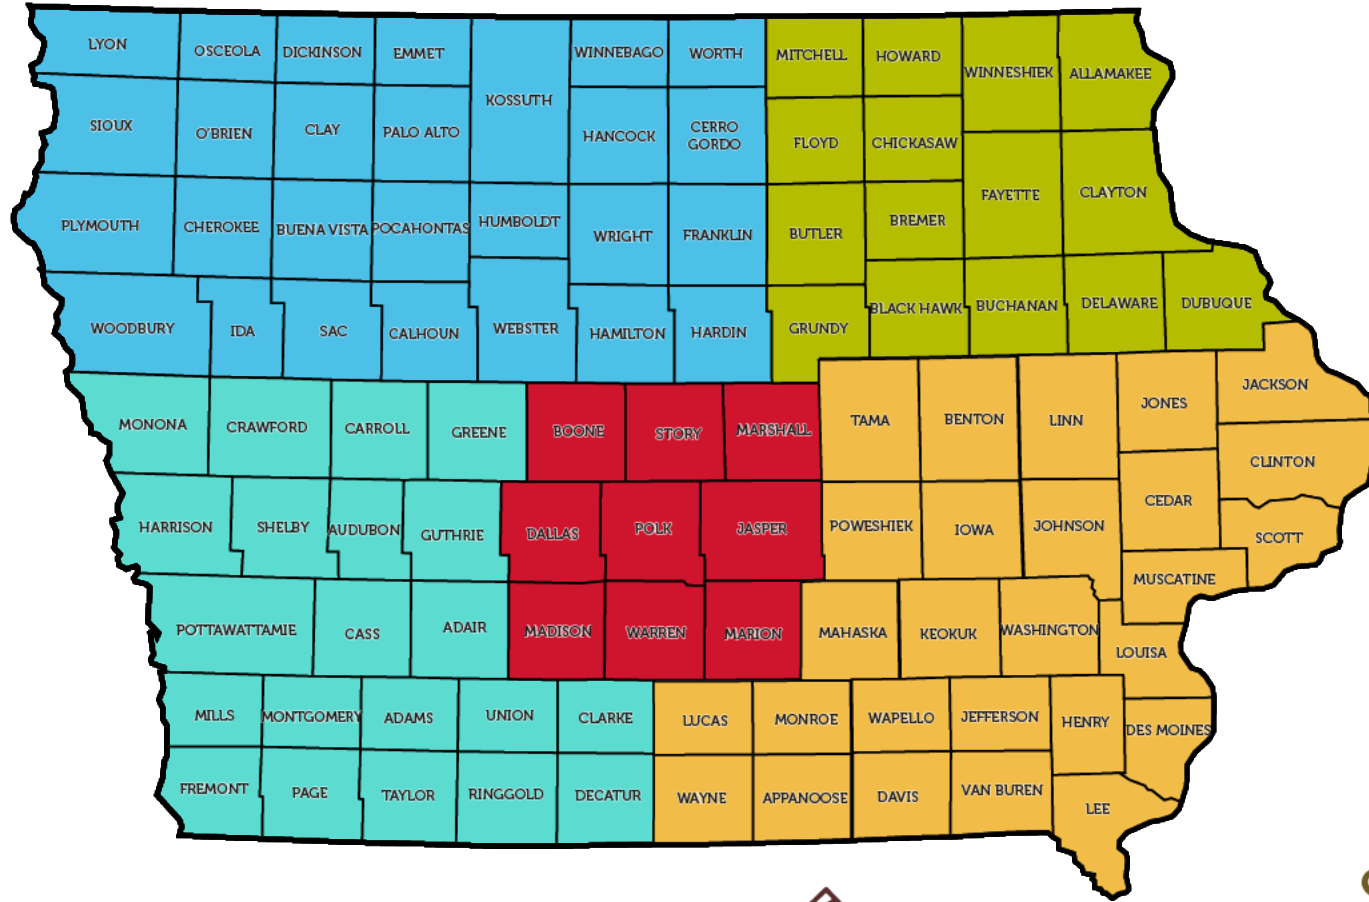 LYON
OSCEOLA
DICKINSON
EMMET
KOSSUTH
WINNEBAGO
WORTH
MITCHELL
HOWARD
WINNESHIEK
ALLAMAKEE
SIOUX
O'BRIEN
CLAY
PALO ALTO
HANCOCK
CERRO
GORDO
FLOYD
CHICKASAW
FAYETTE
CLAYTON
PLYMOUTH
CHEROKEE
BUENA VISTA
POCAHONTAS
HUMBOLDT
WRIGHT
FRANKLIN
BUTLER
BREMER
WOODBURY
IDA
SAC
CALHOUN
WEBSTER
HAMILTON
HARDIN
GRUNDY
BLACK HAWK
BUCHANAN
DELAWARE
DUBUQUE
MONONA
CRAWFORD
CARROLL
GREENE
BOONE
STORY
MARSHALL
TAMA
BENTON
LINN
JONES
JACKSON
CLINTON
HARRISON
SHELBY
AUDUBON
GUTHRIE
DALLAS
POLK
JASPER
POWESHIEK
IOWA
JOHNSON
CEDAR
SCOTT
MUSCATINE
POTTAWATTAMIE
CASS
ADAIR
MADISON
WARREN
MARION
MAHASKA
KEOKUK
WASHINGTON
LOUISA
MILLS
MONTGOMERY
ADAMS
UNION
CLARKE
LUCAS
MONROE
WAPELLO
JEFFERSON
HENRY
DES MOINES
FREMONT
PAGE
TAYLOR
RINGGOLD
DECATUR
WAYNE
APPANOOSE
DAVIS
VAN BUREN
LEE